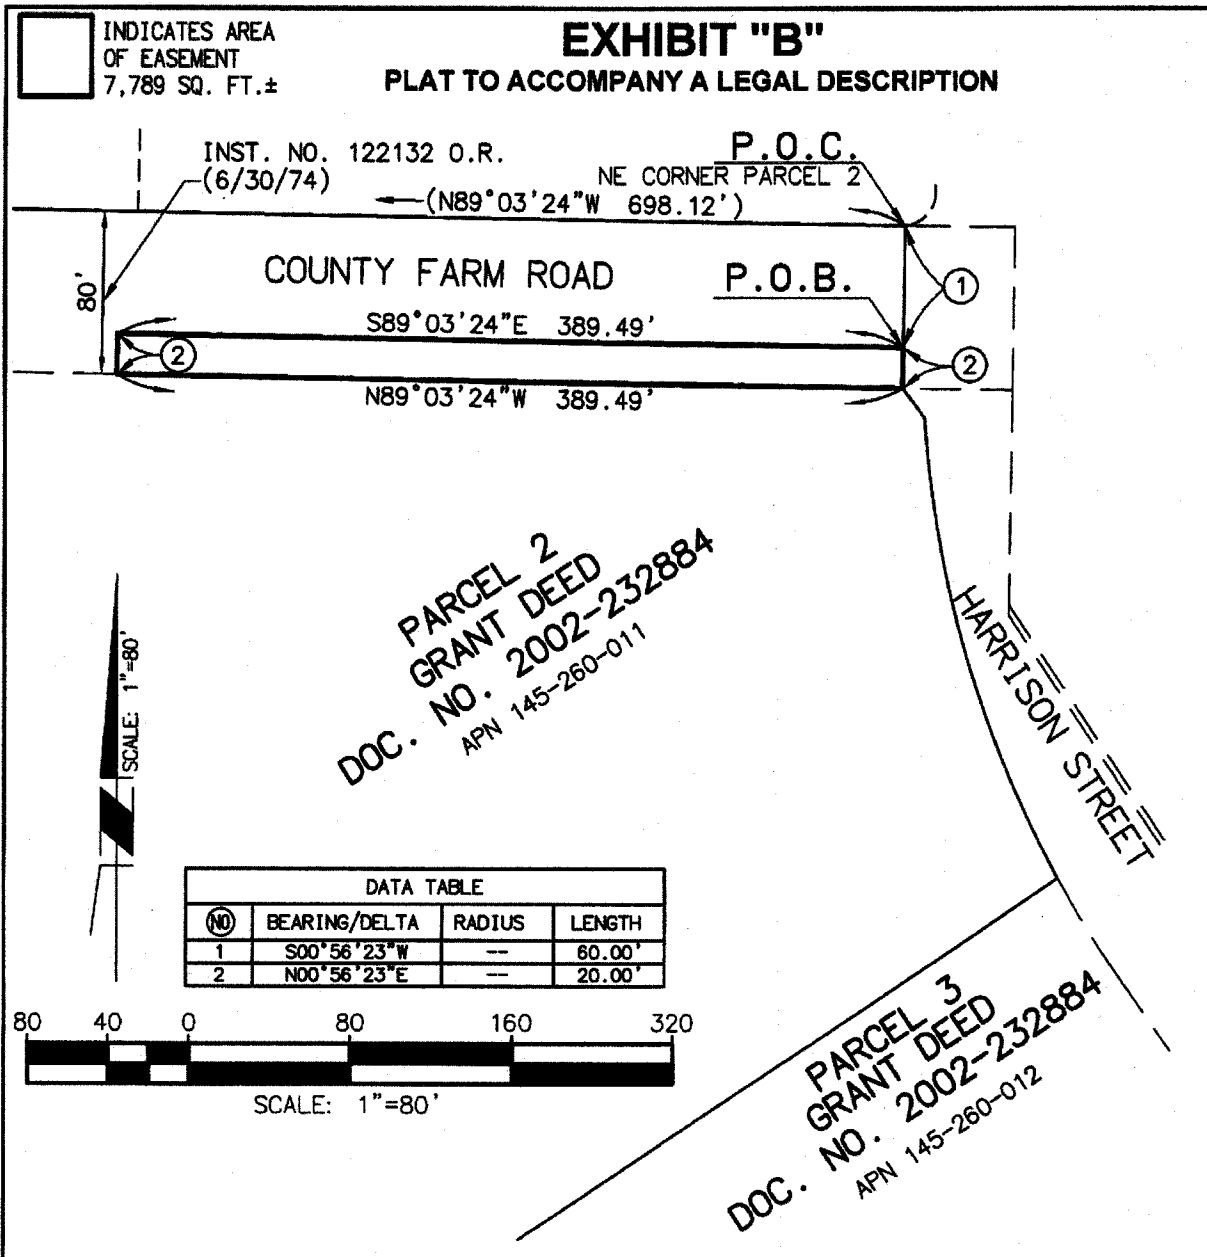 INDICATES AREA
OF EASEMENT
7,789 SQ. FT.±
EXHIBIT "B"
PLAT TO ACCOMPANY A LEGAL DESCRIPTION
INST. NO. 122132 O.R.
(6/30/74)
P.O.C.
NE CORNER PARCEL 2
(N89°03'24"W 698.12')
80'
COUNTY FARM ROAD
P.O.B.
1
S89°03'24"E 389.49'
2
2
N89°03'24"W 389.49'
PARCEL 2
GRANT DEED
DOC. NO. 2002-232884
APN 145-260-011
HARRISON STREET
SCALE: 1"=80'
DATA TABLE
NO BEARING/DELTA RADIUS LENGTH
1 S00°56'23"W -- 60.00'
2 N00°56'23"E -- 20.00'
80 40 0 80 160 320
SCALE: 1"=80'
PARCEL 3
GRANT DEED
DOC. NO. 2002-232884
APN 145-260-012